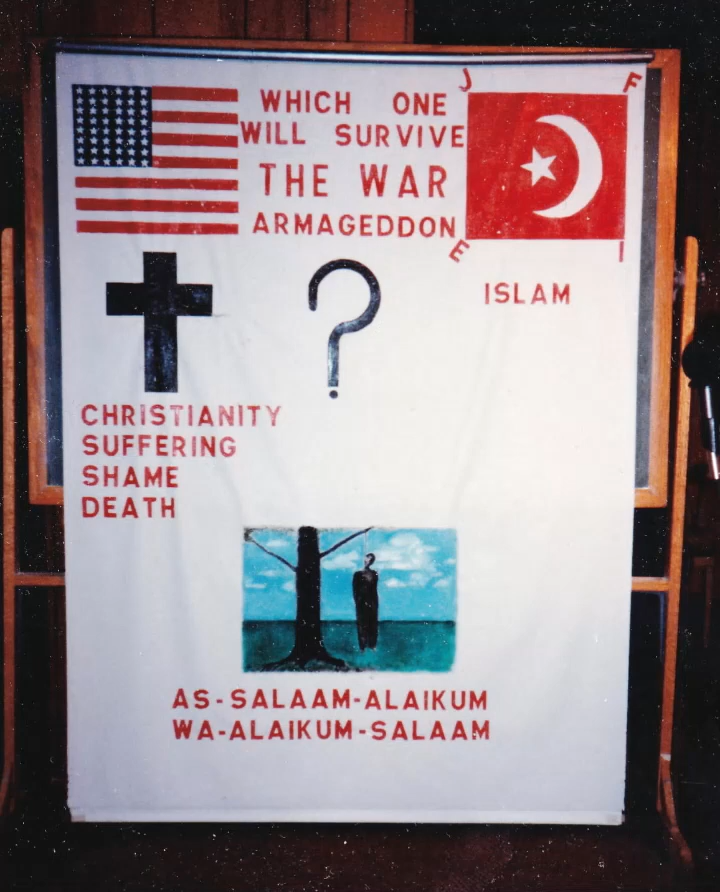 J F
WHICH ONE
WILL SURVIVE
THE WAR
ARMAGEDDON
E I
ISLAM
CHRISTIANITY
SUFFERING
SHAME
DEATH
AS-SALAAM-ALAIKUM
WA-ALAIKUM-SALAAM